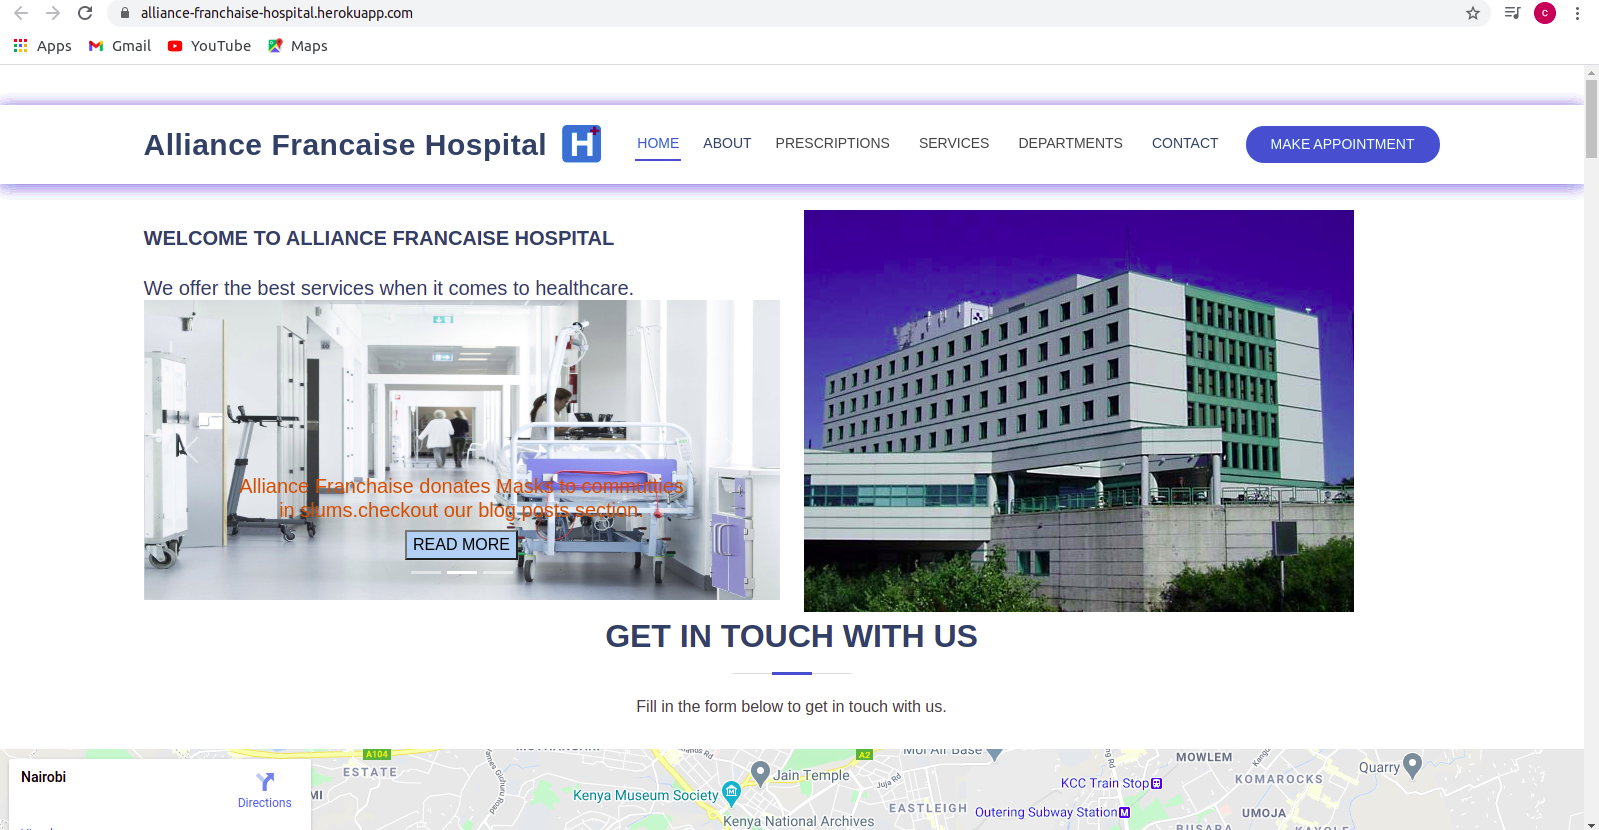 alliance-franchaise-hospital.herokuapp.com
C
Apps Gmail YouTube Maps
Alliance Francaise Hospital H HOME ABOUT PRESCRIPTIONS SERVICES DEPARTMENTS CONTACT MAKE APPOINTMENT
WELCOME TO ALLIANCE FRANCAISE HOSPITAL
We offer the best services when it comes to healthcare.
Alliance Franchaise donates Masks to commutties
in slums.checkout our blog posts section.
READ MORE
GET IN TOUCH WITH US
Fill in the form below to get in touch with us.
Nairobi
Directions
A104
ESTATE
Jain Temple
Kenya Museum Society
Kenya National Archives
A2
Moi Air Base
Juja Rd
EASTLEIGH
KCC Train Stop
Outering Subway Station M
MOWLEM
KOMAROCKS
Quarry
UMOJA